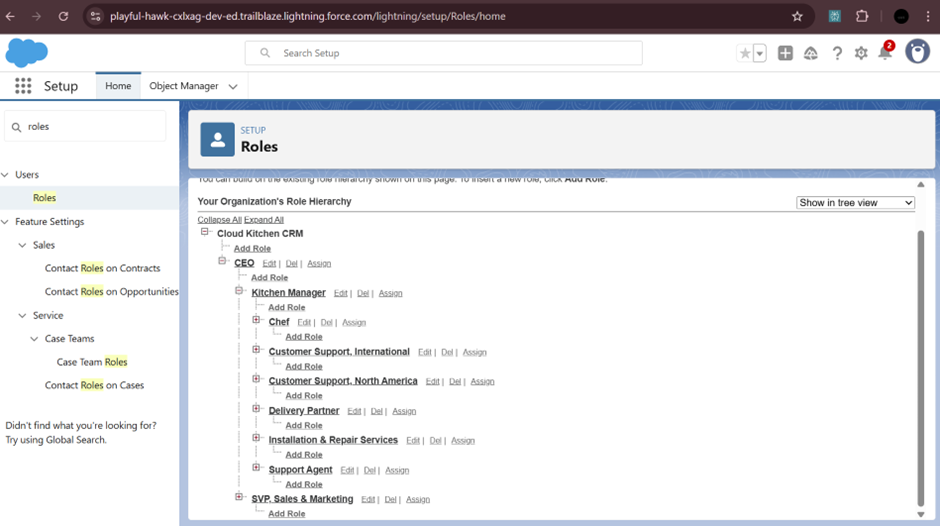 playful-hawk-cxlxag-dev-ed.trailblaze.lightning.force.com/lightning/setup/Roles/home
Search Setup
2
Setup Home Object Manager
roles
Users
Roles
Feature Settings
Sales
Contact Roles on Contracts
Contact Roles on Opportunities
Service
Case Teams
Case Team Roles
Contact Roles on Cases
Didn't find what you're looking for?
Try using Global Search.
SETUP
Roles
You can build on the existing role hierarchy shown on this page. To insert a new role, click Add Role.
Your Organization's Role Hierarchy Show in tree view
Collapse All Expand All
Cloud Kitchen CRM
Add Role
CEO Edit | Del | Assign
Add Role
Kitchen Manager Edit | Del | Assign
Add Role
Chef Edit | Del | Assign
Add Role
Customer Support, International Edit | Del | Assign
Add Role
Customer Support, North America Edit | Del | Assign
Add Role
Delivery Partner Edit | Del | Assign
Add Role
Installation & Repair Services Edit | Del | Assign
Add Role
Support Agent Edit | Del | Assign
Add Role
SVP, Sales & Marketing Edit | Del | Assign
Add Role